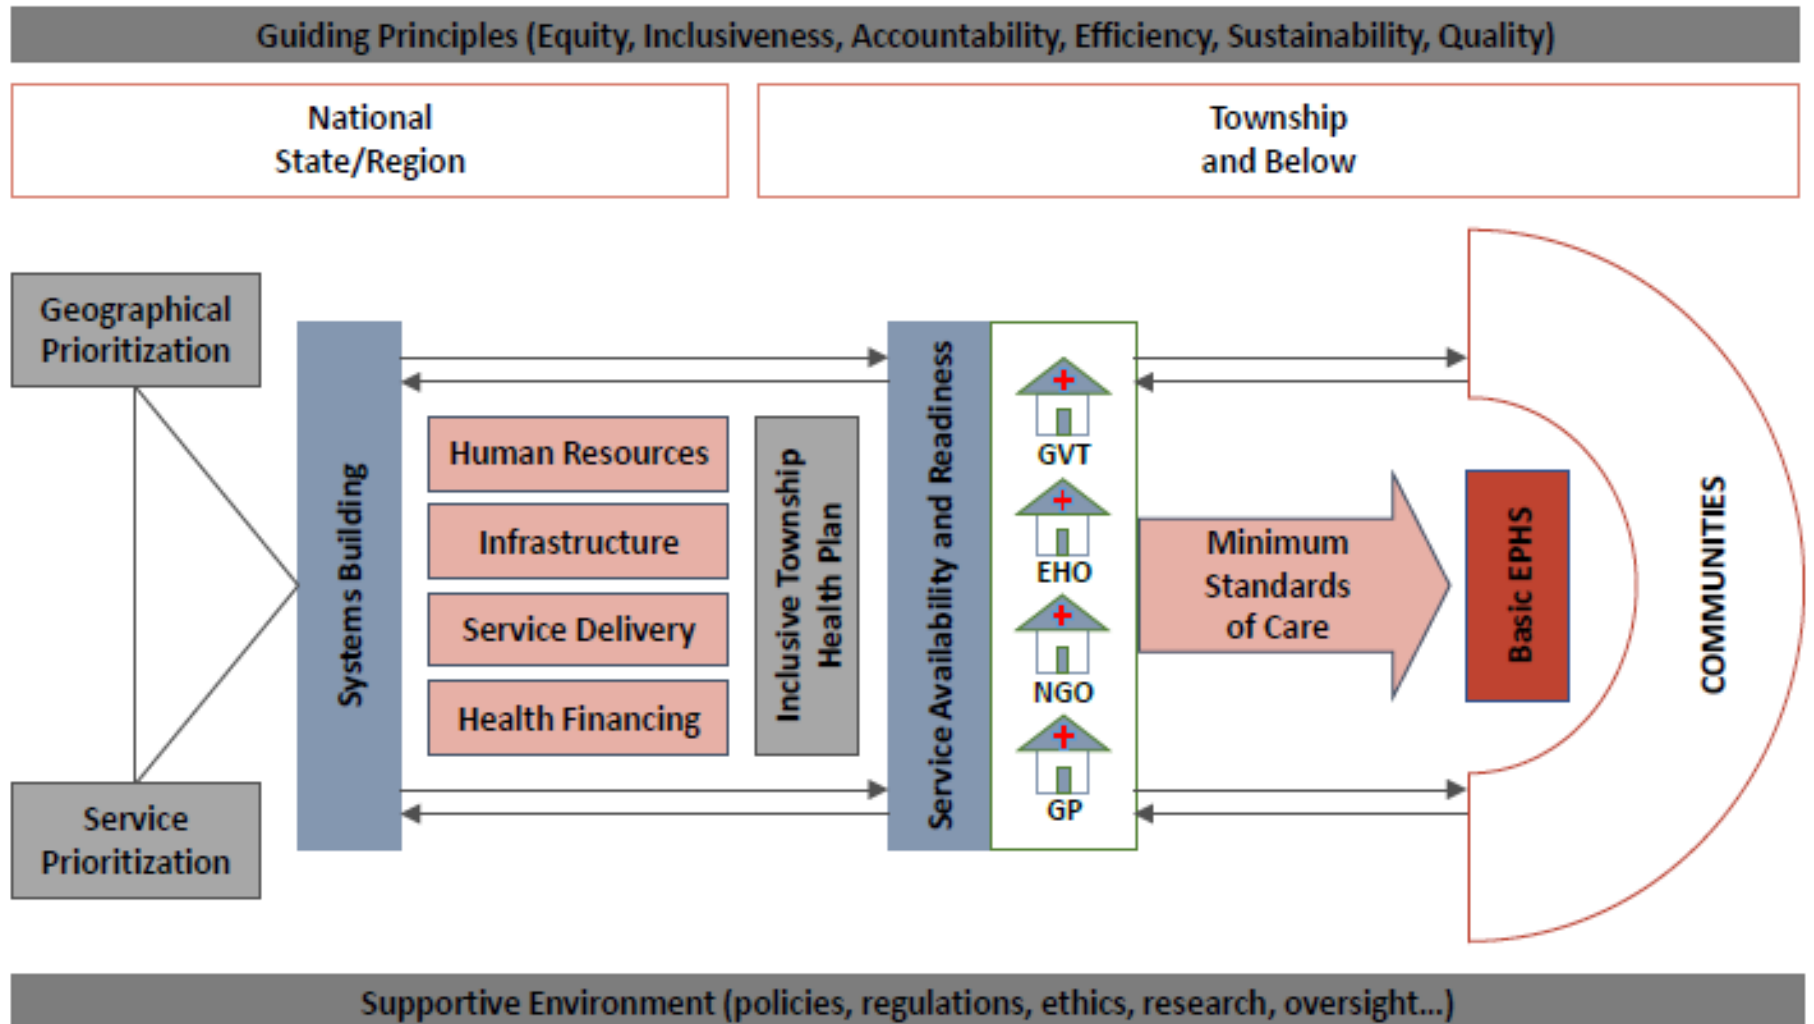 Guiding Principles (Equity, Inclusiveness, Accountability, Efficiency, Sustainability, Quality)
National
State/Region
Township
and Below
Geographical
Prioritization
Service
Prioritization
Systems Building
Human Resources
Infrastructure
Service Delivery
Health Financing
Inclusive Township
Health Plan
Service Availability and Readiness
GVT
EHO
NGO
GP
Minimum
Standards
of Care
Basic EPHS
COMMUNITIES
Supportive Environment (policies, regulations, ethics, research, oversight...)